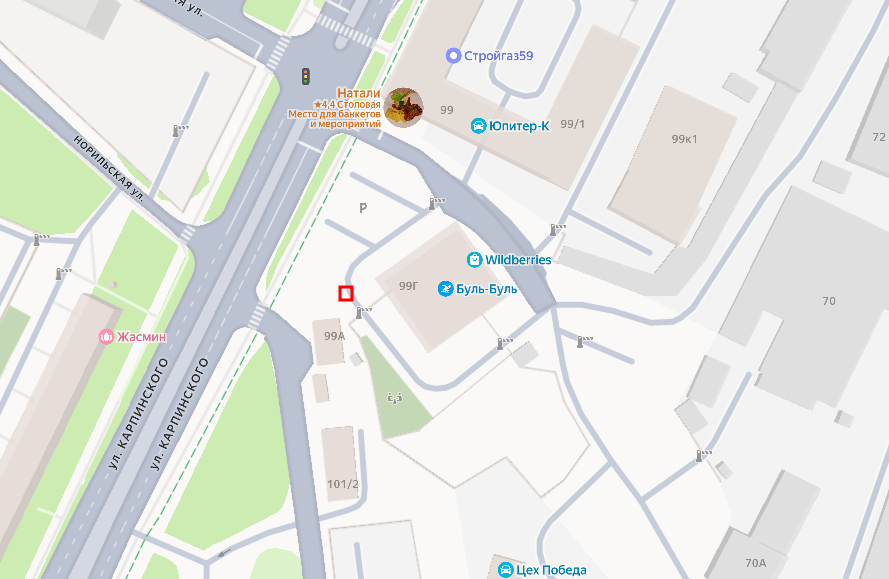 АЯ ул.
Стройгаз59
Натали
★4,4 Столовая
Место для банкетов
и мероприятий
99
Юпитер-К
99/1
99к1
72
НОРИЛЬСКАЯ УЛ.
P
Wildberries
99Г
Буль-Буль
70
Жасмин
99А
ул. КАРПИНСКОГО
ул. КАРПИНСКОГО
101/2
70А
Цех Победа